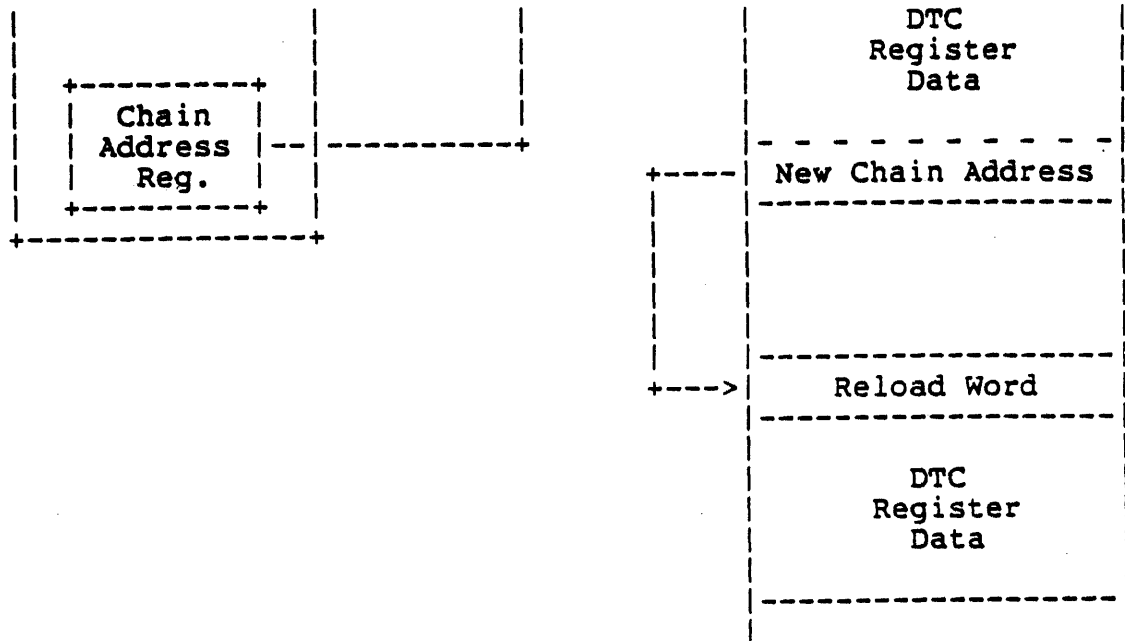 Chain
Address
Reg.
DTC
Register
Data
New Chain Address
Reload Word
DTC
Register
Data